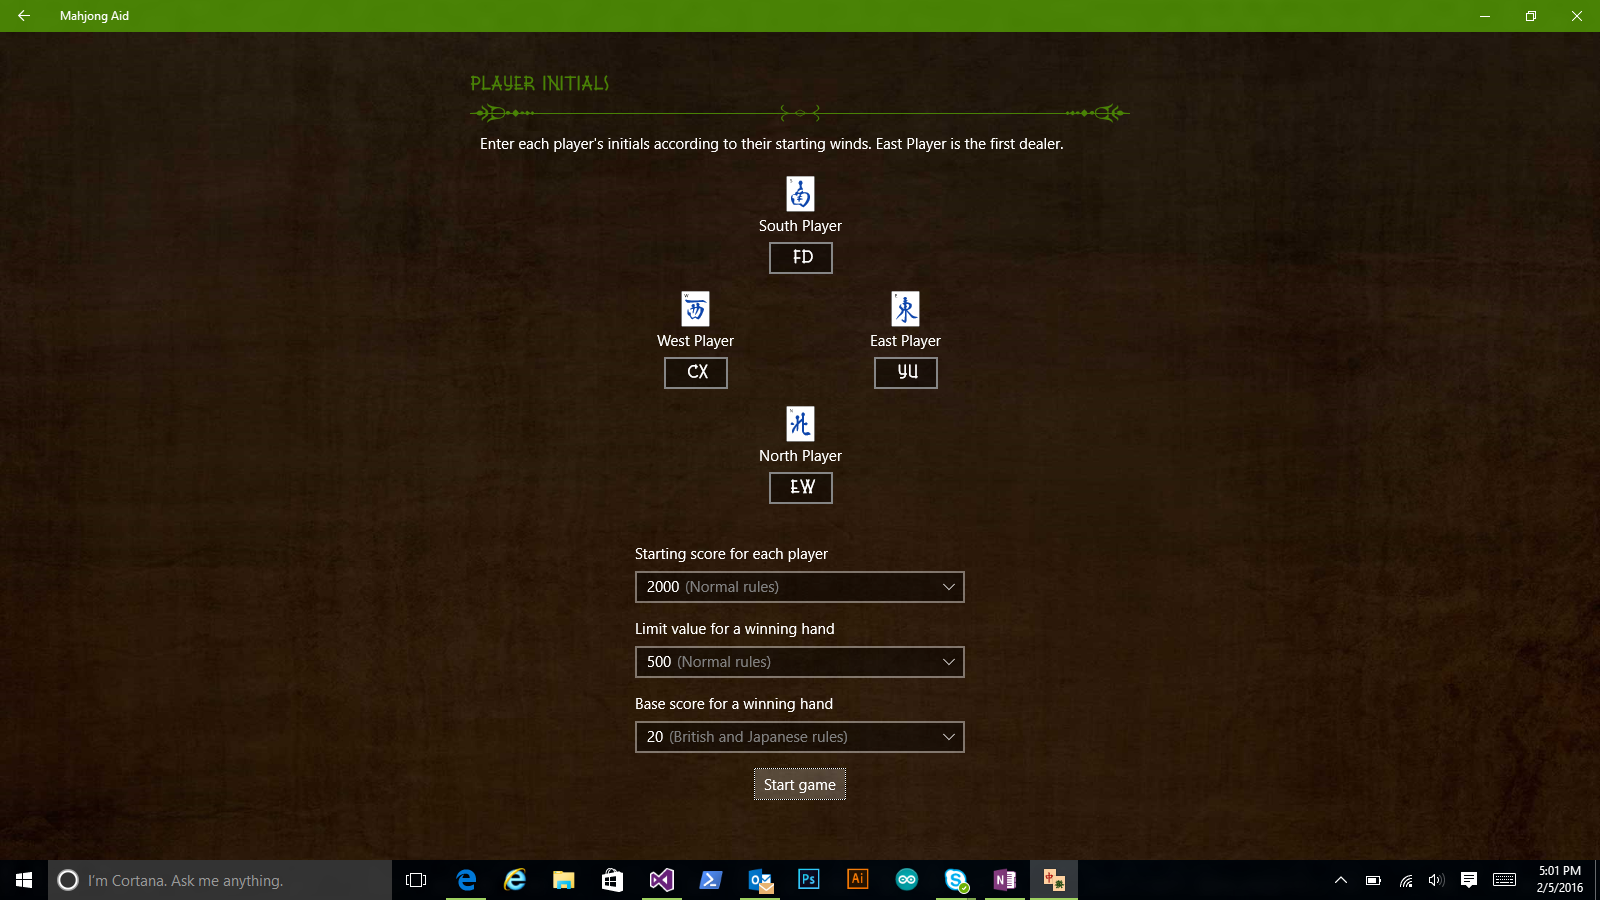 Mahjong Aid
PLAYER INITIALS
Enter each player's initials according to their starting winds. East Player is the first dealer.
S
南
South Player
FD
W
西
West Player
CX
E
東
East Player
YU
N
北
North Player
EW
Starting score for each player
2000 (Normal rules)
Limit value for a winning hand
500 (Normal rules)
Base score for a winning hand
20 (British and Japanese rules)
Start game
I'm Cortana. Ask me anything.
Ps
Ai
N
中
5:01 PM
2/5/2016